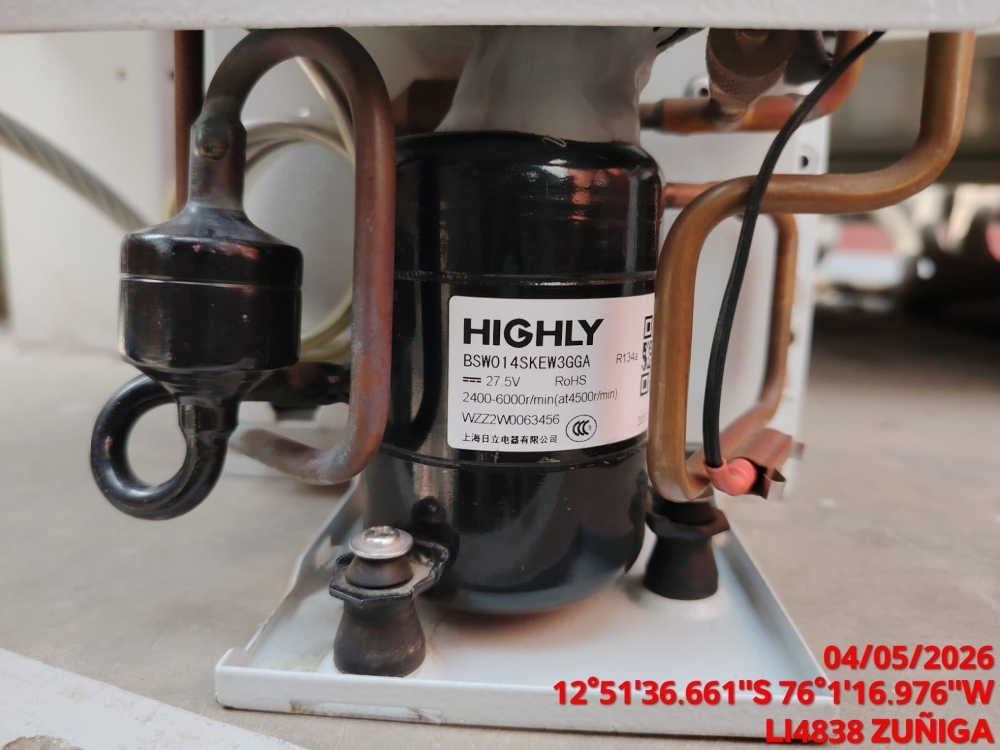 HIGHLY
BSW014SKEW3GGA R134a
27.5V RoHS
2400-6000r/min(at4500r/min)
WZZ2W0063456
CCC S
上海日立电器有限公司
04/05/2026
12°51'36.661"S 76°1'16.976"W
LI4838 ZUÑIGA